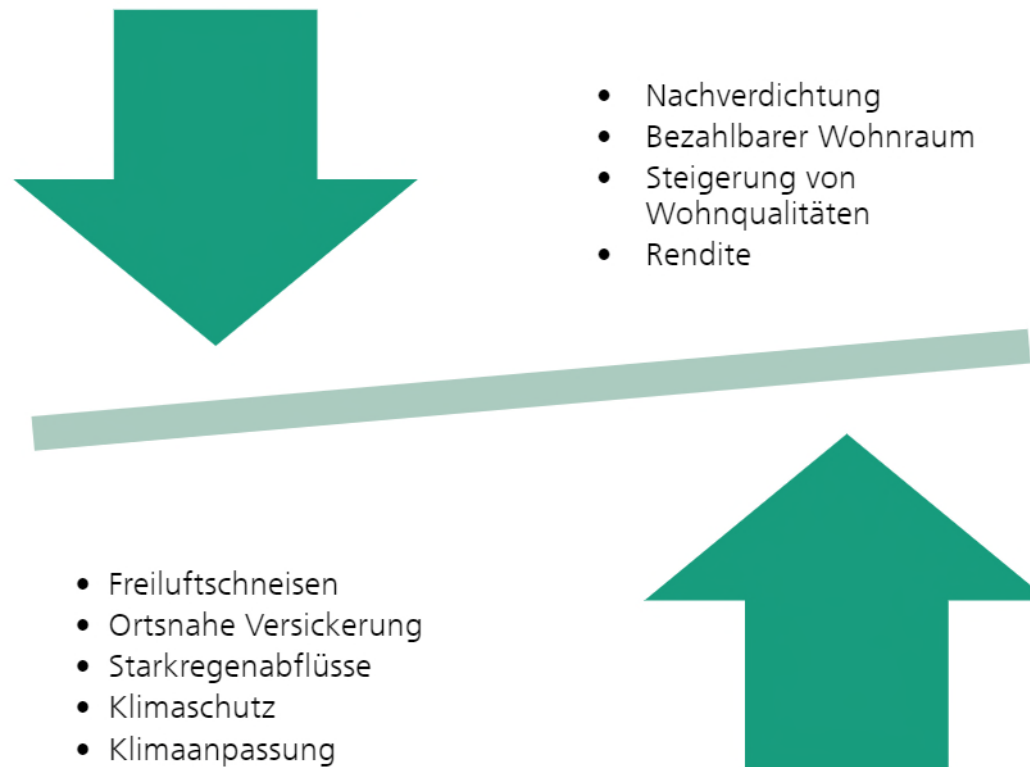 • Nachverdichtung
• Bezahlbarer Wohnraum
• Steigerung von
Wohnqualitäten
• Rendite
• Freiluftschneisen
• Ortsnahe Versickerung
• Starkregenabflüsse
• Klimaschutz
• Klimaanpassung